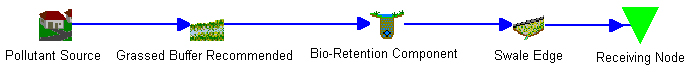 Pollutant Source
Grassed Buffer Recommended
Bio-Retention Component
Swale Edge
Receiving Node